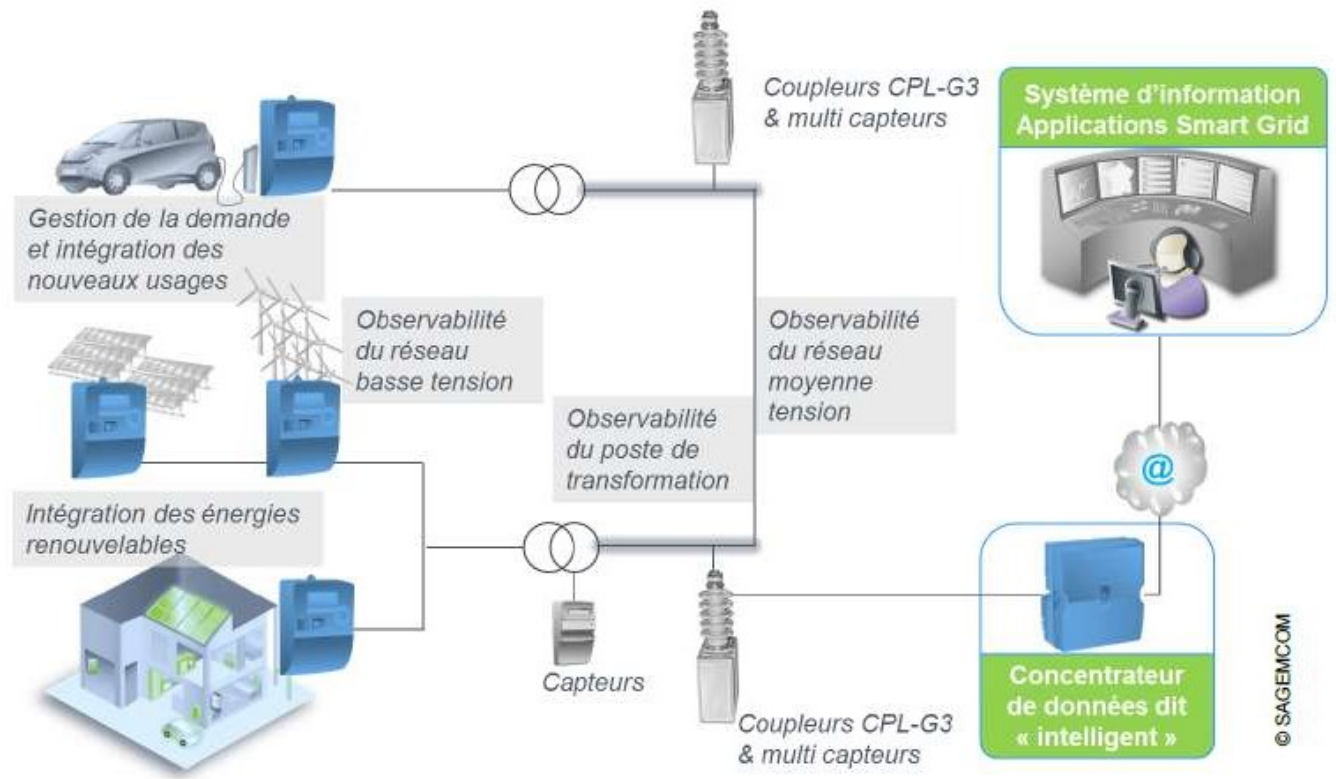 Coupleurs CPL-G3
& multi capteurs
Système d'information
Applications Smart Grid
Gestion de la demande
et intégration des
nouveaux usages
Observabilité
du réseau
basse tension
Observabilité
du réseau
moyenne
tension
Observabilité
du poste de
transformation
@
Intégration des énergies
renouvelables
Capteurs
Coupleurs CPL-G3
& multi capteurs
Concentrateur
de données dit
« intelligent »
© SAGEMCOM